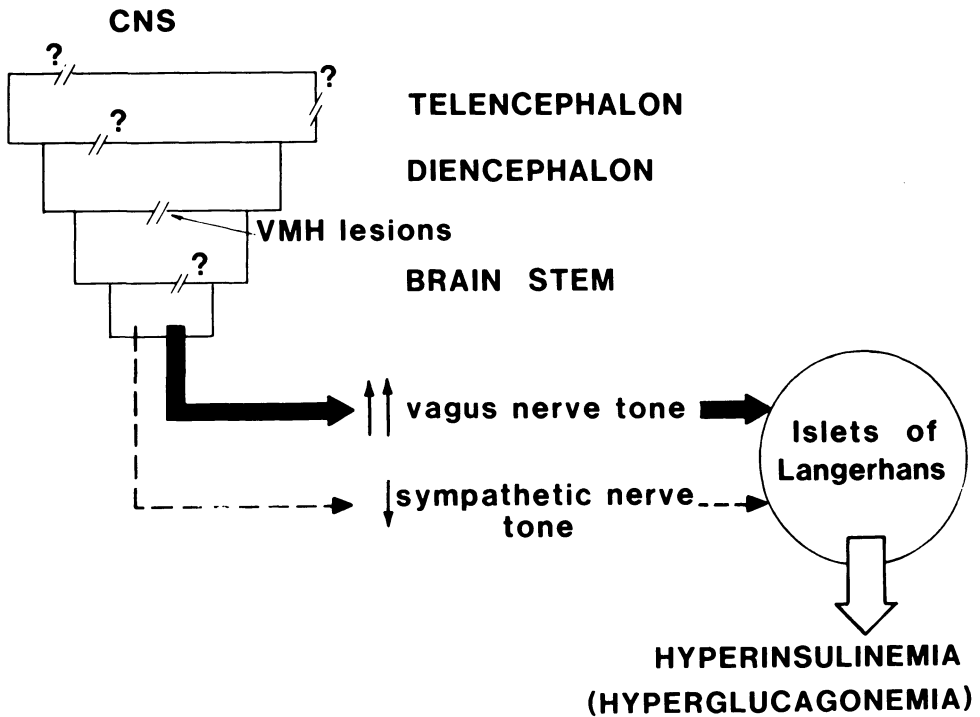 CNS
?
?
TELENCEPHALON
?
DIENCEPHALON
VMH lesions
?
BRAIN STEM
vagus nerve tone
Islets of
Langerhans
sympathetic nerve
tone
HYPERINSULINEMIA
(HYPERGLUCAGONEMIA)